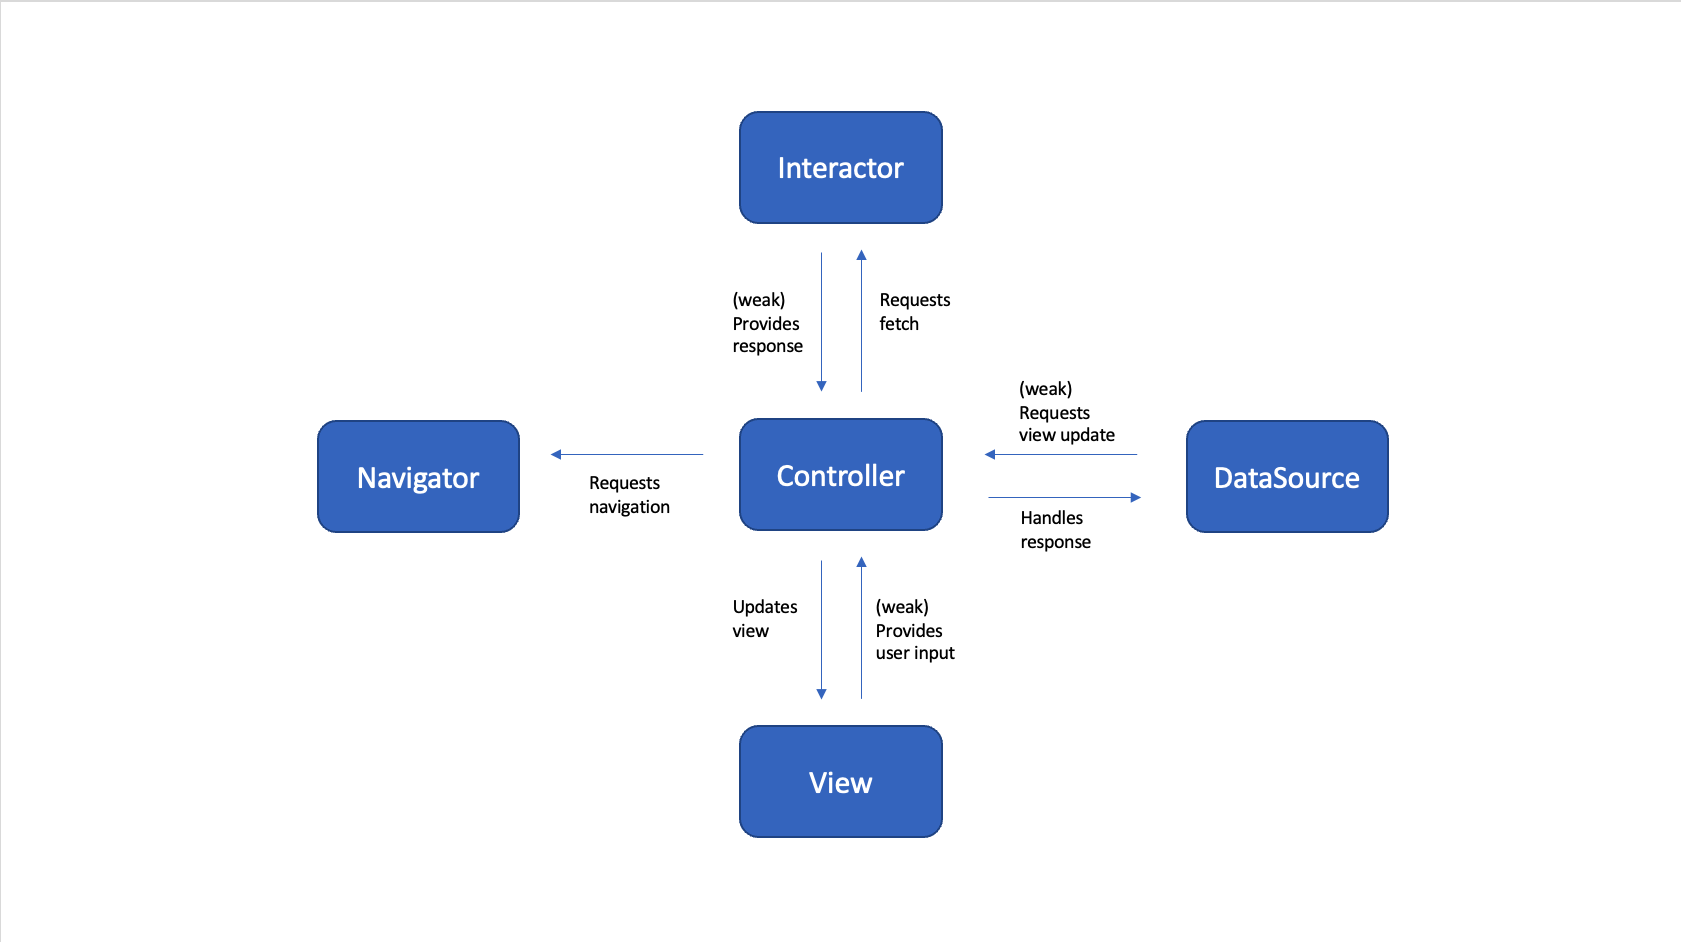 Interactor
(weak)
Provides
response
Requests
fetch
(weak)
Requests
view update
Navigator
Controller
DataSource
Requests
navigation
Handles
response
Updates
view
(weak)
Provides
user input
View